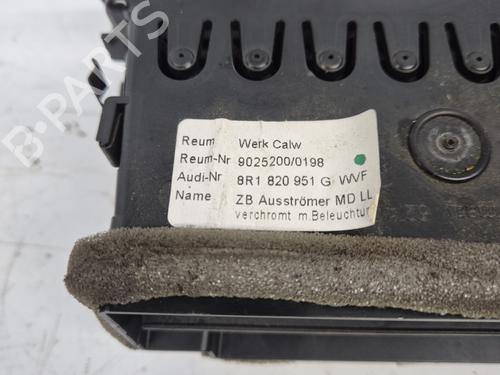 Reum Werk Calw
Reum-Nr 9025200/0198
Audi-Nr 8R1 820 951 G VVF
Name ZB Ausströmer MD LL
verchromt m.Beleuchtur
B-PARTS